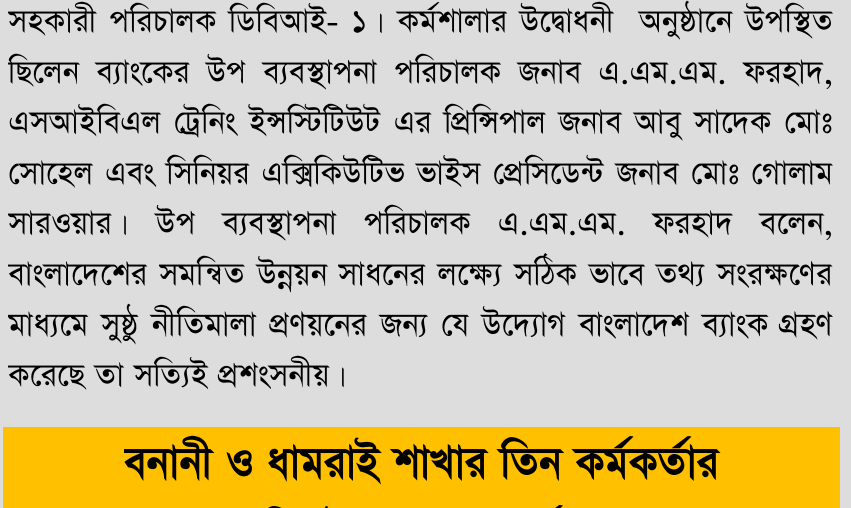 সহকারী পরিচালক ডিবিআই- ১। কর্মশালার উদ্বোধনী অনুষ্ঠানে উপস্থিত
ছিলেন ব্যাংকের উপ ব্যবস্থাপনা পরিচালক জনাব এ.এম.এম. ফরহাদ,
এসআইবিএল ট্রেনিং ইন্সস্টিটিউট এর প্রিন্সিপাল জনাব আবু সাদেক মোঃ
সোহেল এবং সিনিয়র এক্সিকিউটিভ ভাইস প্রেসিডেন্ট জনাব মোঃ গোলাম
সারওয়ার। উপ ব্যবস্থাপনা পরিচালক এ.এম.এম. ফরহাদ বলেন,
বাংলাদেশের সমন্বিত উন্নয়ন সাধনের লক্ষ্যে সঠিক ভাবে তথ্য সংরক্ষণের
মাধ্যমে সুষ্ঠু নীতিমালা প্রণয়নের জন্য যে উদ্যোগ বাংলাদেশ ব্যাংক গ্রহণ
করেছে তা সত্যিই প্রশংসনীয়।
বনানী ও ধামরাই শাখার তিন কর্মকর্তার